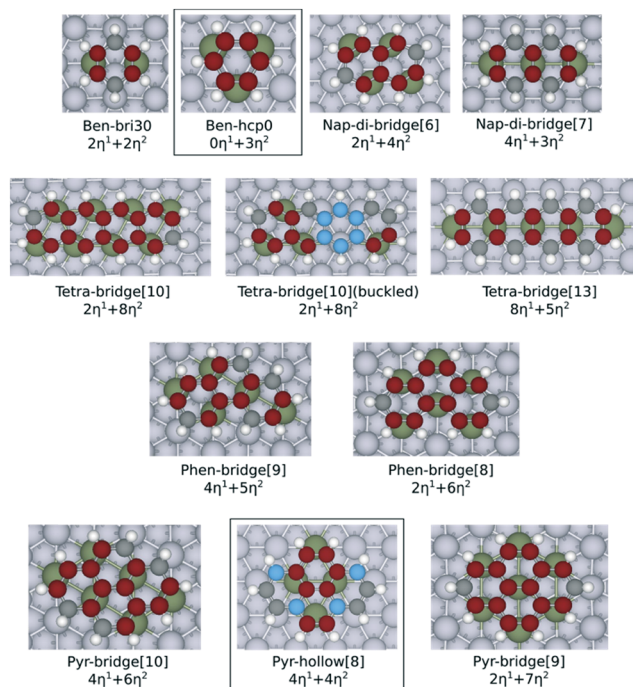 Ben-bri30
2η¹+2η²
Ben-hcp0
0η¹+3η²
Nap-di-bridge[6]
2η¹+4η²
Nap-di-bridge[7]
4η¹+3η²
Tetra-bridge[10]
2η¹+8η²
Tetra-bridge[10](buckled)
2η¹+8η²
Tetra-bridge[13]
8η¹+5η²
Phen-bridge[9]
4η¹+5η²
Phen-bridge[8]
2η¹+6η²
Pyr-bridge[10]
4η¹+6η²
Pyr-hollow[8]
4η¹+4η²
Pyr-bridge[9]
2η¹+7η²